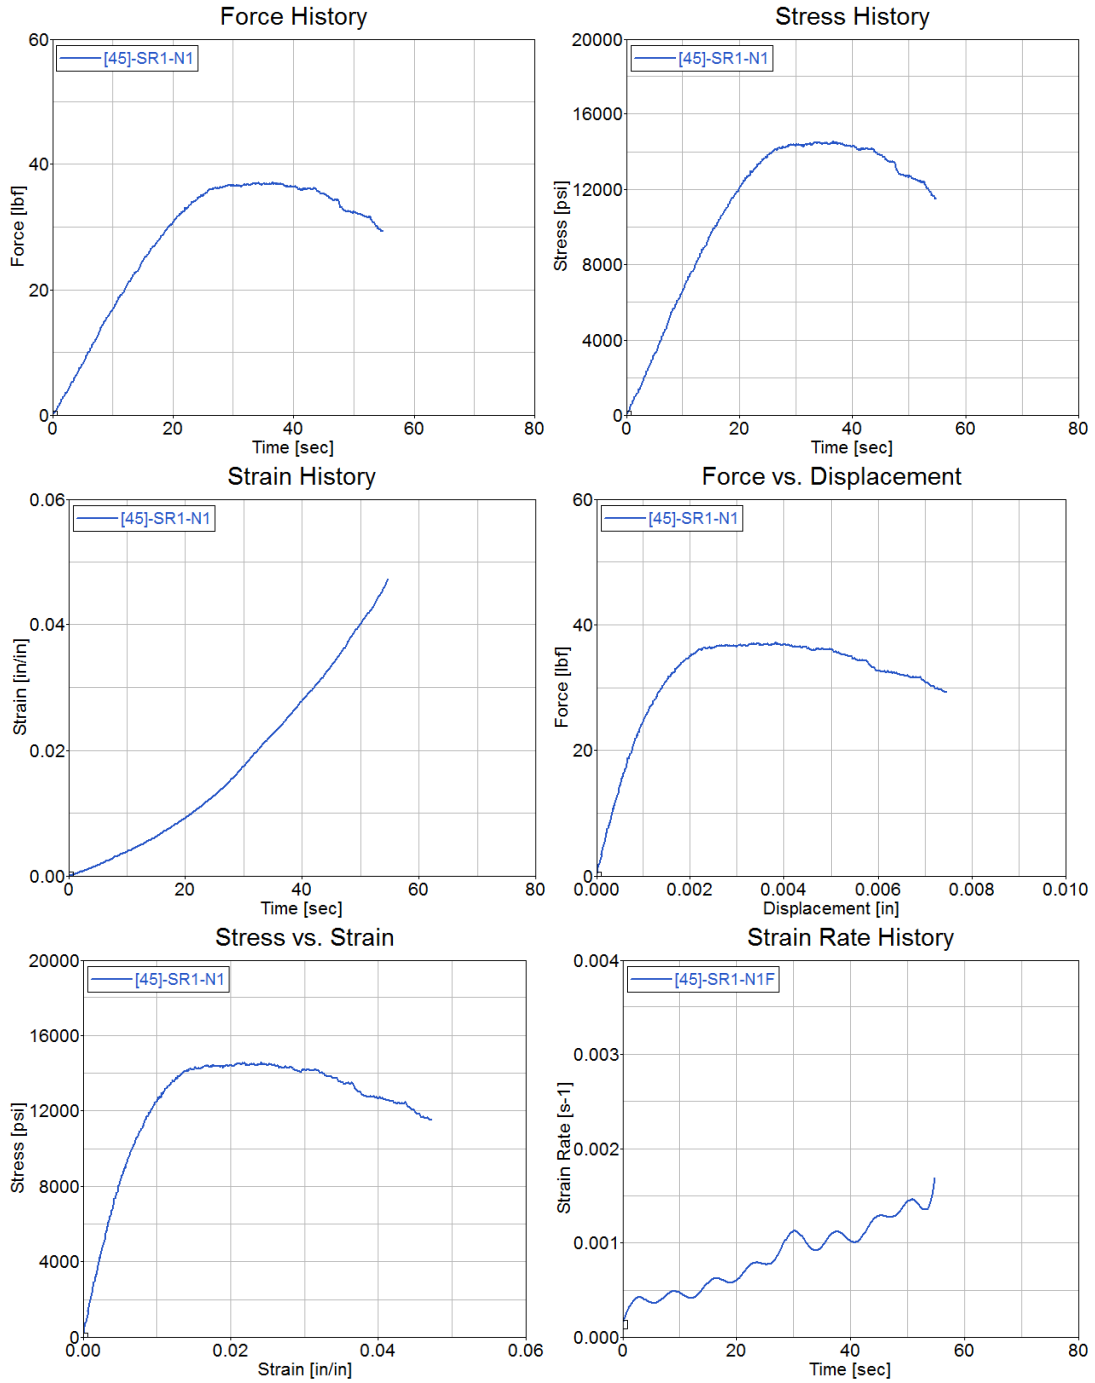 Force History
60
[45]-SR1-N1
40
20
0
Force [lbf]
0 20 40 60 80
Time [sec]
Stress History
20000
[45]-SR1-N1
16000
12000
8000
4000
0
Stress [psi]
0 20 40 60 80
Time [sec]
Strain History
0.06
[45]-SR1-N1
0.04
0.02
0.00
Strain [in/in]
0 20 40 60 80
Time [sec]
Force vs. Displacement
60
[45]-SR1-N1
40
20
0
Force [lbf]
0.000 0.002 0.004 0.006 0.008 0.010
Displacement [in]
Stress vs. Strain
20000
[45]-SR1-N1
16000
12000
8000
4000
0
Stress [psi]
0.00 0.02 0.04 0.06
Strain [in/in]
Strain Rate History
0.004
[45]-SR1-N1F
0.003
0.002
0.001
0.000
Strain Rate [s-1]
0 20 40 60 80
Time [sec]